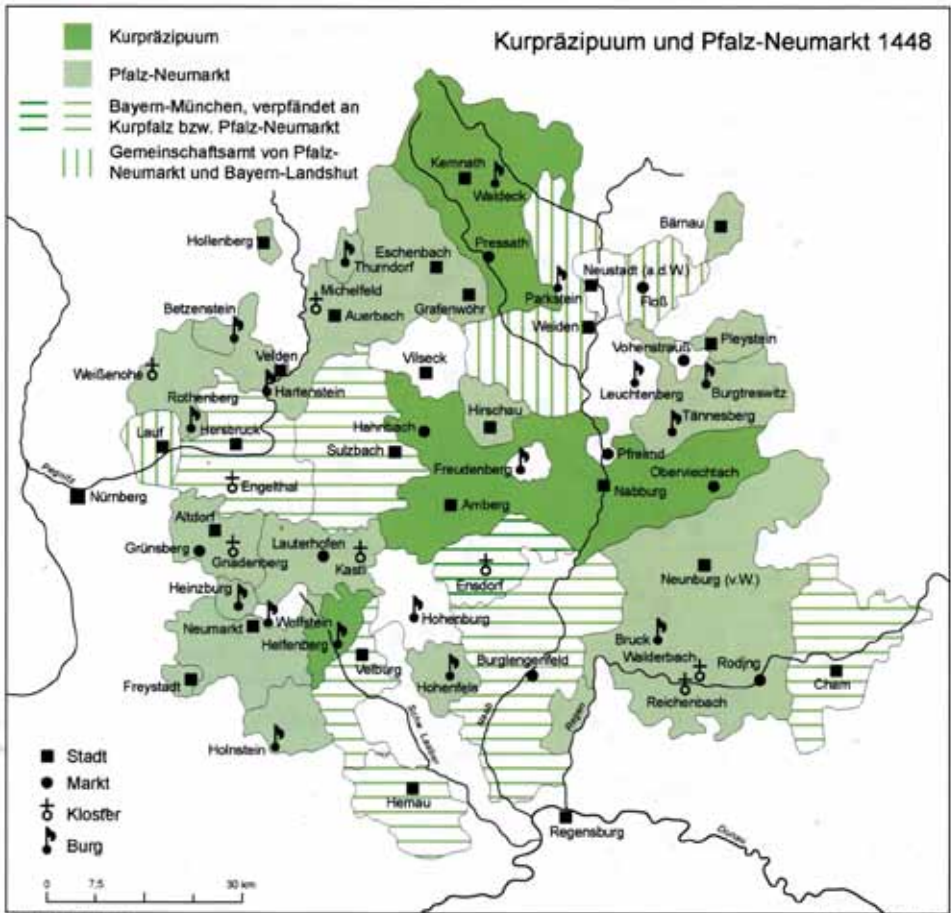 Kurpräzipuum
Pfalz-Neumarkt
Bayern-München, verpfändet an
Kurpfalz bzw. Pfalz-Neumarkt
Gemeinschaftsamt von Pfalz-
Neumarkt und Bayern-Landshut
Kurpräzipuum und Pfalz-Neumarkt 1448
Kemnath
Waldeck
Bärnau
Hollenberg
Thurndorf
Eschenbach
Pressath
Neustadt (a.d.W.)
Michelfeld
Parkstein
Floß
Betzenstein
Auerbach
Grafenwöhr
Weiden
Vohenstrauß
Pleystein
Velden
Vilseck
Weißenohe
Hartenstein
Leuchtenberg
Burgtreswitz
Rothenberg
Hirschau
Tännesberg
Lauf
Hersbruck
Hahnbach
Sulzbach
Freudenberg
Pfreimd
Oberviechtach
Pegnitz
Nürnberg
Engelthal
Amberg
Nabburg
Altdorf
Grünsberg
Gnadenberg
Lauterhofen
Kastl
Ensdorf
Neunburg (v.W.)
Heinzburg
Wolfstein
Hohenburg
Neumarkt
Helfenberg
Bruck
Velburg
Burglengenfeld
Walderbach
Roding
Freystadt
Hohenfels
Reichenbach
Cham
Naab
Regen
Holnstein
Schw. Laaber
Hemau
Regensburg
Donau
Stadt
Markt
Kloster
Burg
0 7,5 30 km